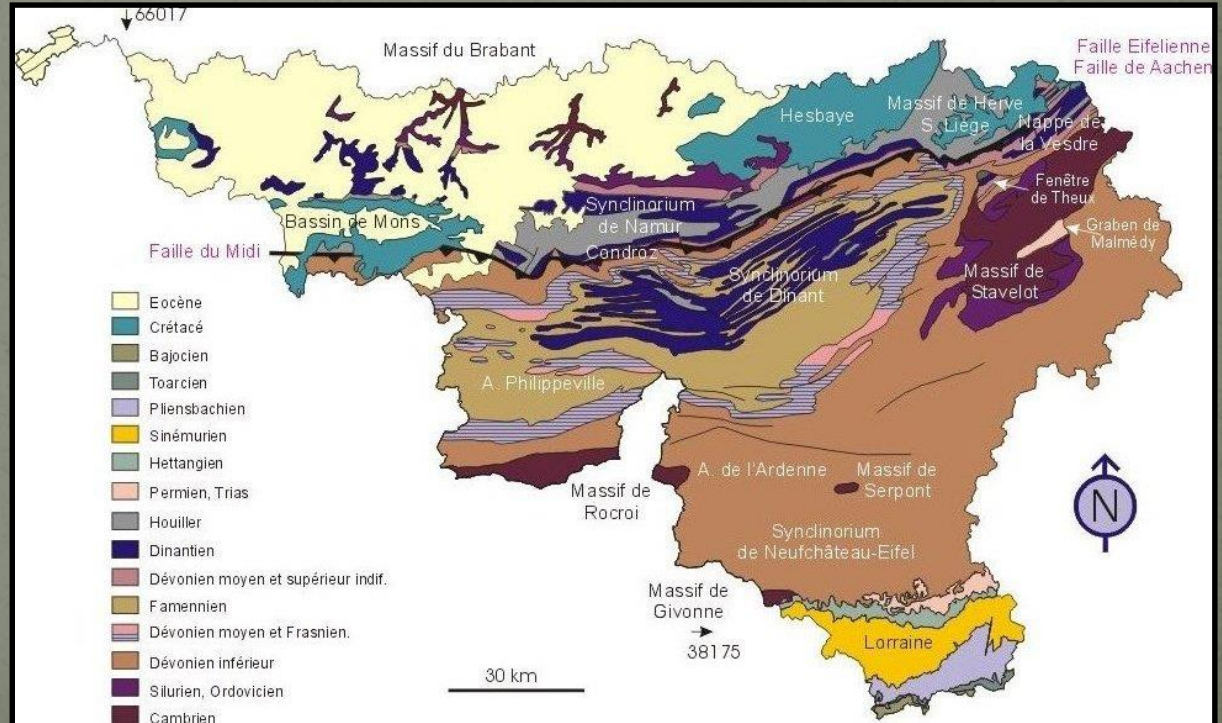 66017
Massif du Brabant
Faille Eifelienne
Faille de Aachen
Hesbaye
Massif de Herve
S. Liége
Nappe de
la Vesdre
Fenêtre
de Theux
Graben de
Malmédy
Massif de
Stavelot
Synclinorium
de Namur
Bassin de Mons
Condroz
Faille du Midi
Synclinorium
de Dinant
A. Philippeville
Eocène
Crétacé
Bajocien
Toarcien
Pliensbachien
Sinémurien
Hettangien
Permien, Trias
Houiller
Dinantien
Dévonien moyen et supérieur indif.
Famennien
Dévonien moyen et Frasnien.
Dévonien inférieur
Silurien, Ordovicien
Cambrien
Massif de
Rocroi
A. de l'Ardenne
Massif de
Serpont
Synclinorium
de Neufchâteau-Eifel
Massif de
Givonne
38175
Lorraine
30 km
N